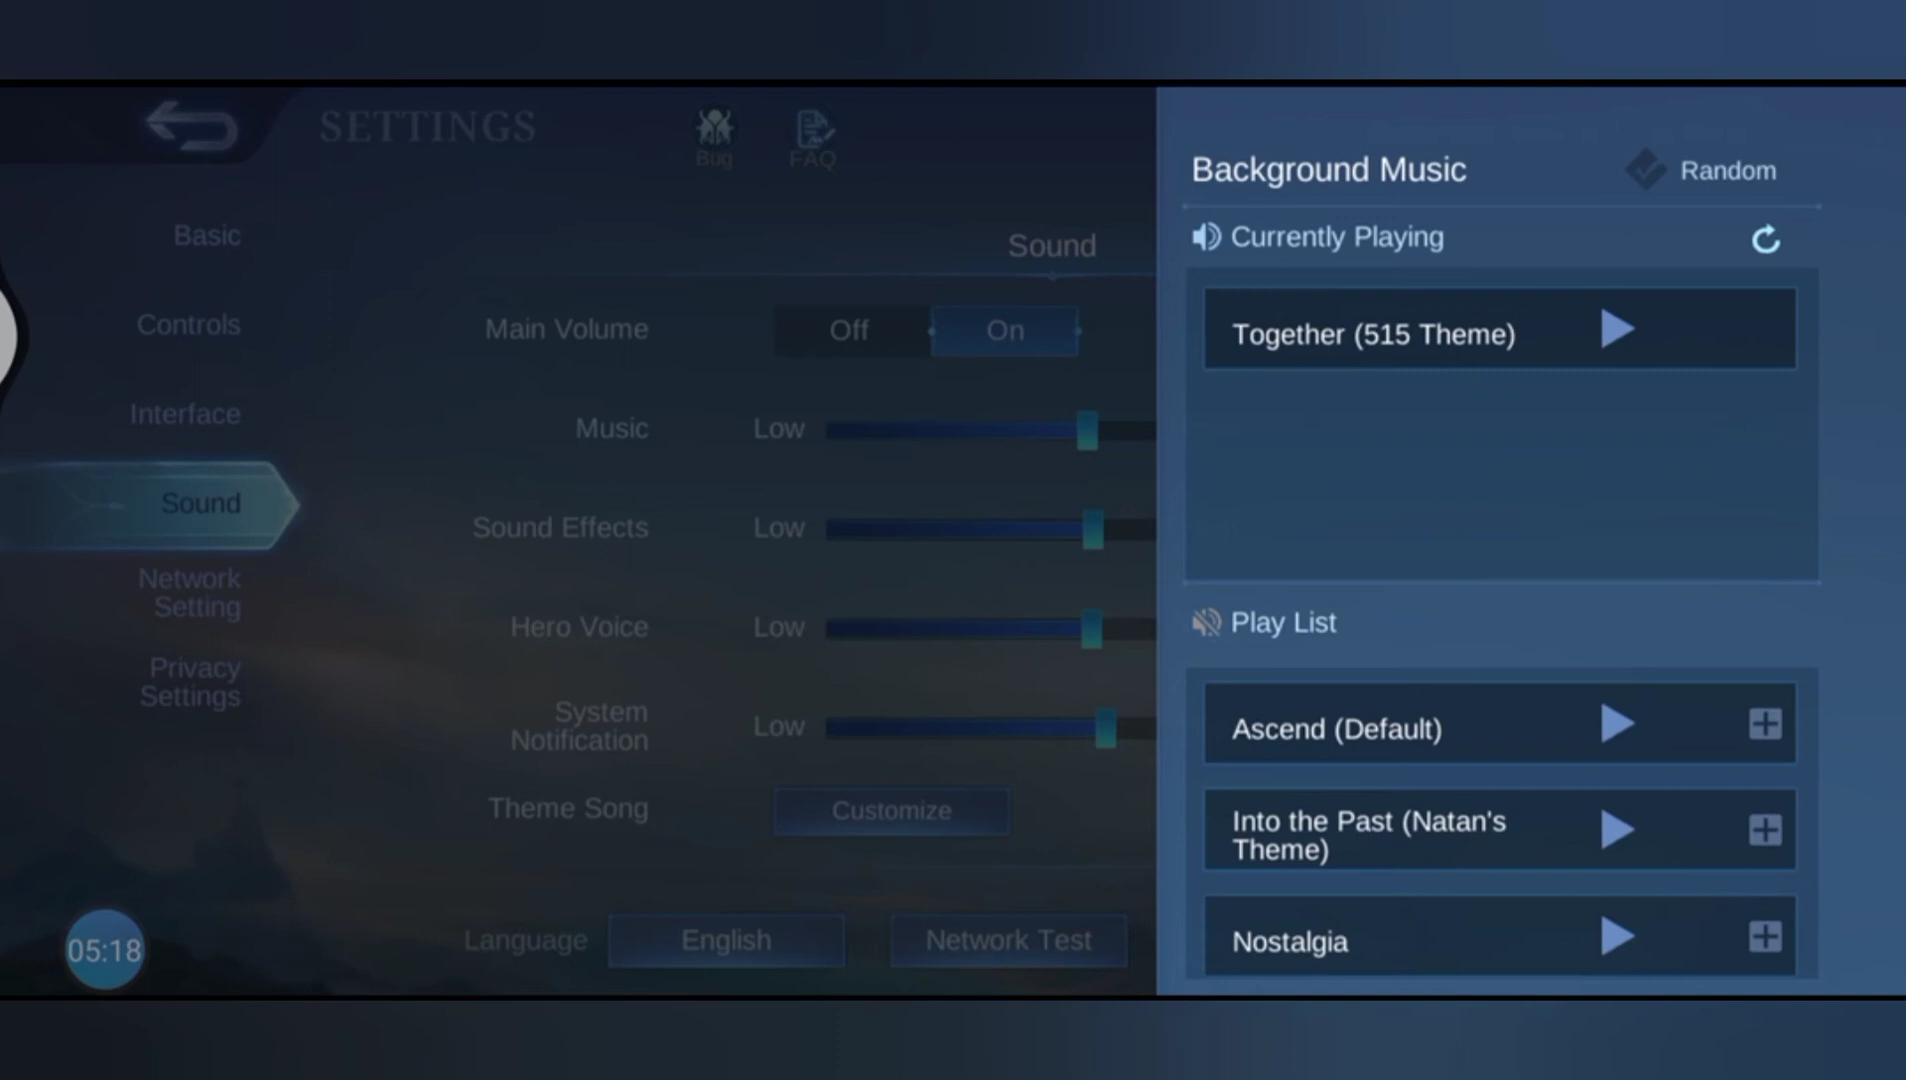 SETTINGS
Bug
FAQ
Basic
Controls
Interface
Sound
Network
Setting
Privacy
Settings
Sound
Main Volume
Off
On
Music
Low
Sound Effects
Low
Hero Voice
Low
System
Notification
Low
Theme Song
Customize
Language
English
Network Test
05:18
Background Music
Random
Currently Playing
Together (515 Theme)
Play List
Ascend (Default)
Into the Past (Natan's
Theme)
Nostalgia